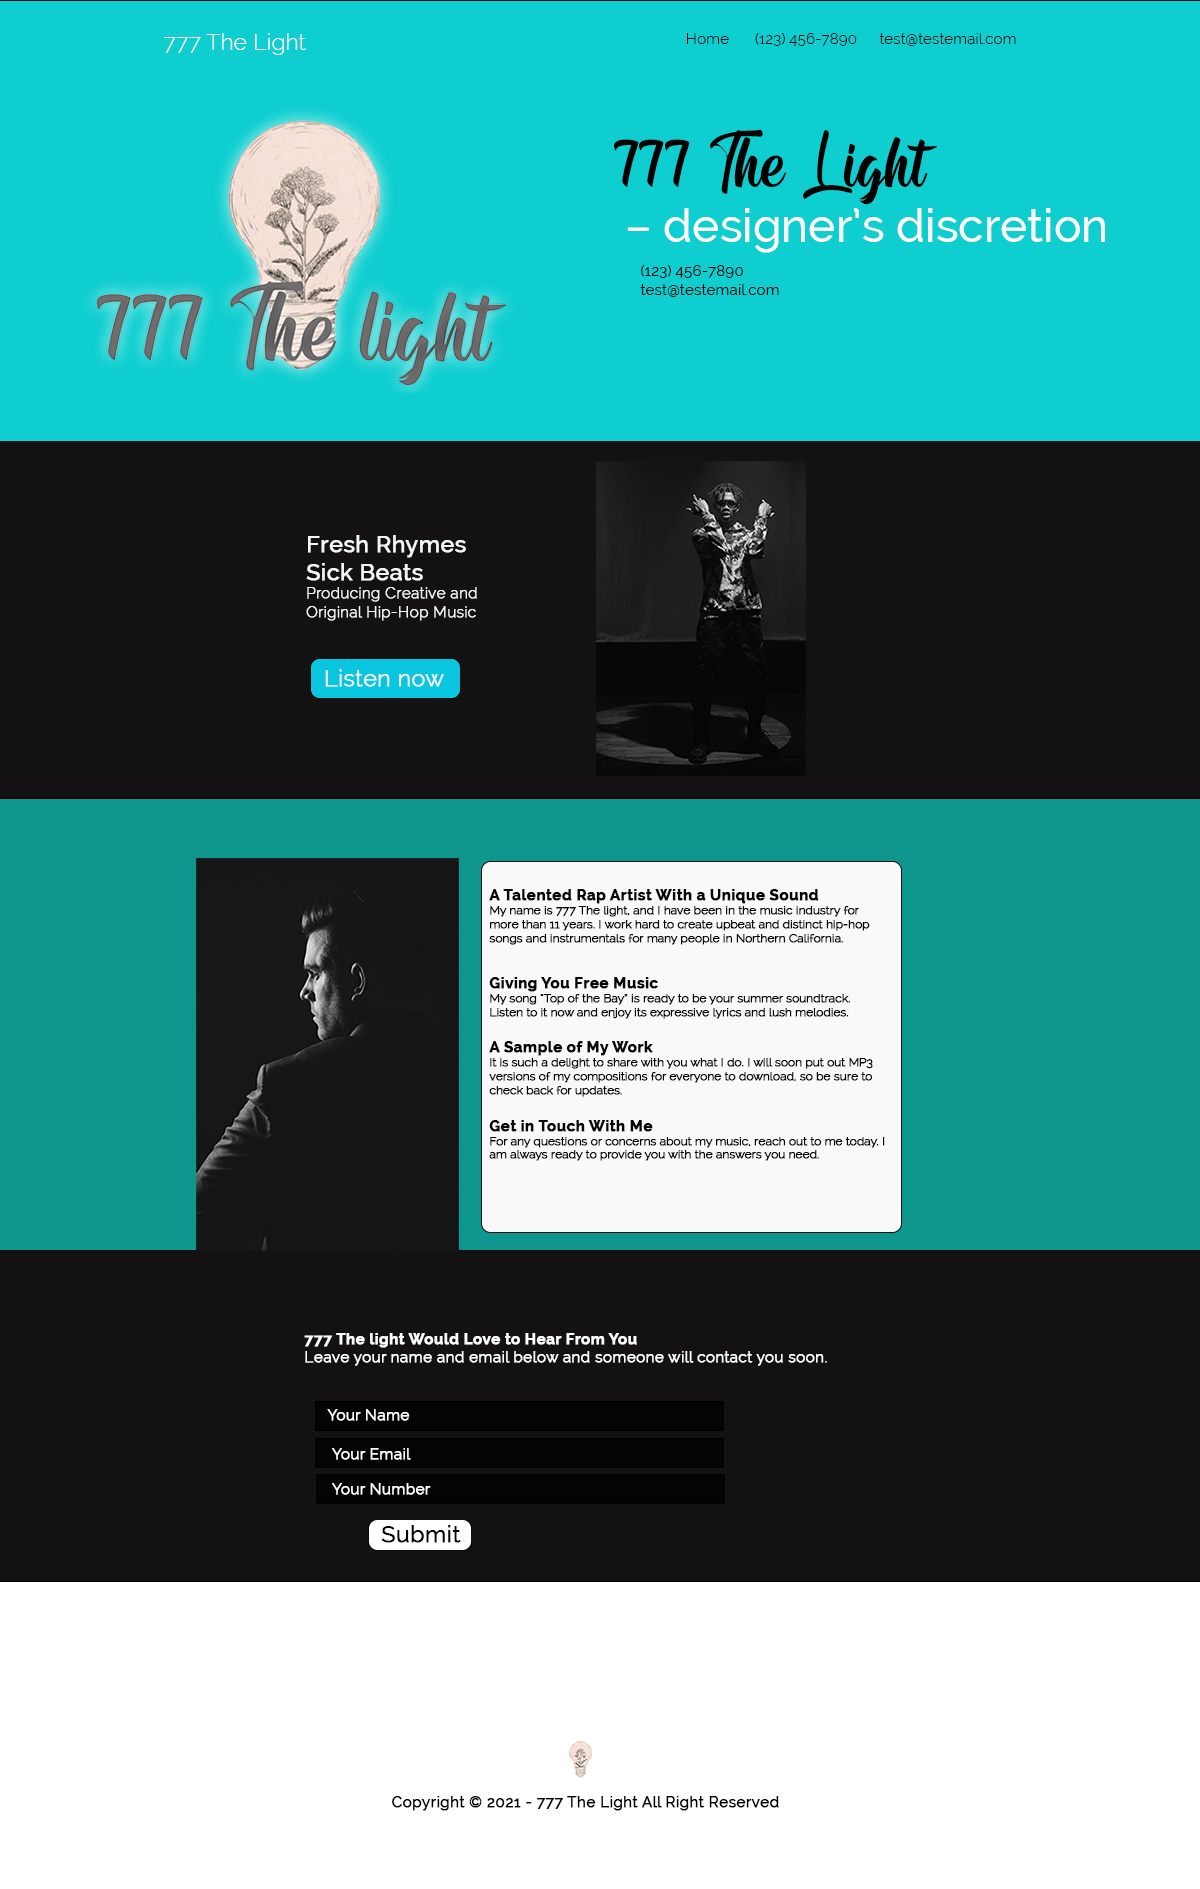 777 The Light
Home (123) 456-7890 test@testemail.com
777 The light
777 The Light
– designer's discretion
(123) 456-7890
test@testemail.com
Fresh Rhymes
Sick Beats
Producing Creative and
Original Hip-Hop Music
Listen now
A Talented Rap Artist With a Unique Sound
My name is 777 The light, and I have been in the music industry for
more than 11 years. I work hard to create upbeat and distinct hip-hop
songs and instrumentals for many people in Northern California.
Giving You Free Music
My song “Top of the Bay” is ready to be your summer soundtrack.
Listen to it now and enjoy its expressive lyrics and lush melodies.
A Sample of My Work
It is such a delight to share with you what I do. I will soon put out MP3
versions of my compositions for everyone to download, so be sure to
check back for updates.
Get in Touch With Me
For any questions or concerns about my music, reach out to me today. I
am always ready to provide you with the answers you need.
777 The light Would Love to Hear From You
Leave your name and email below and someone will contact you soon.
Your Name
Your Email
Your Number
Submit
Copyright © 2021 - 777 The Light All Right Reserved